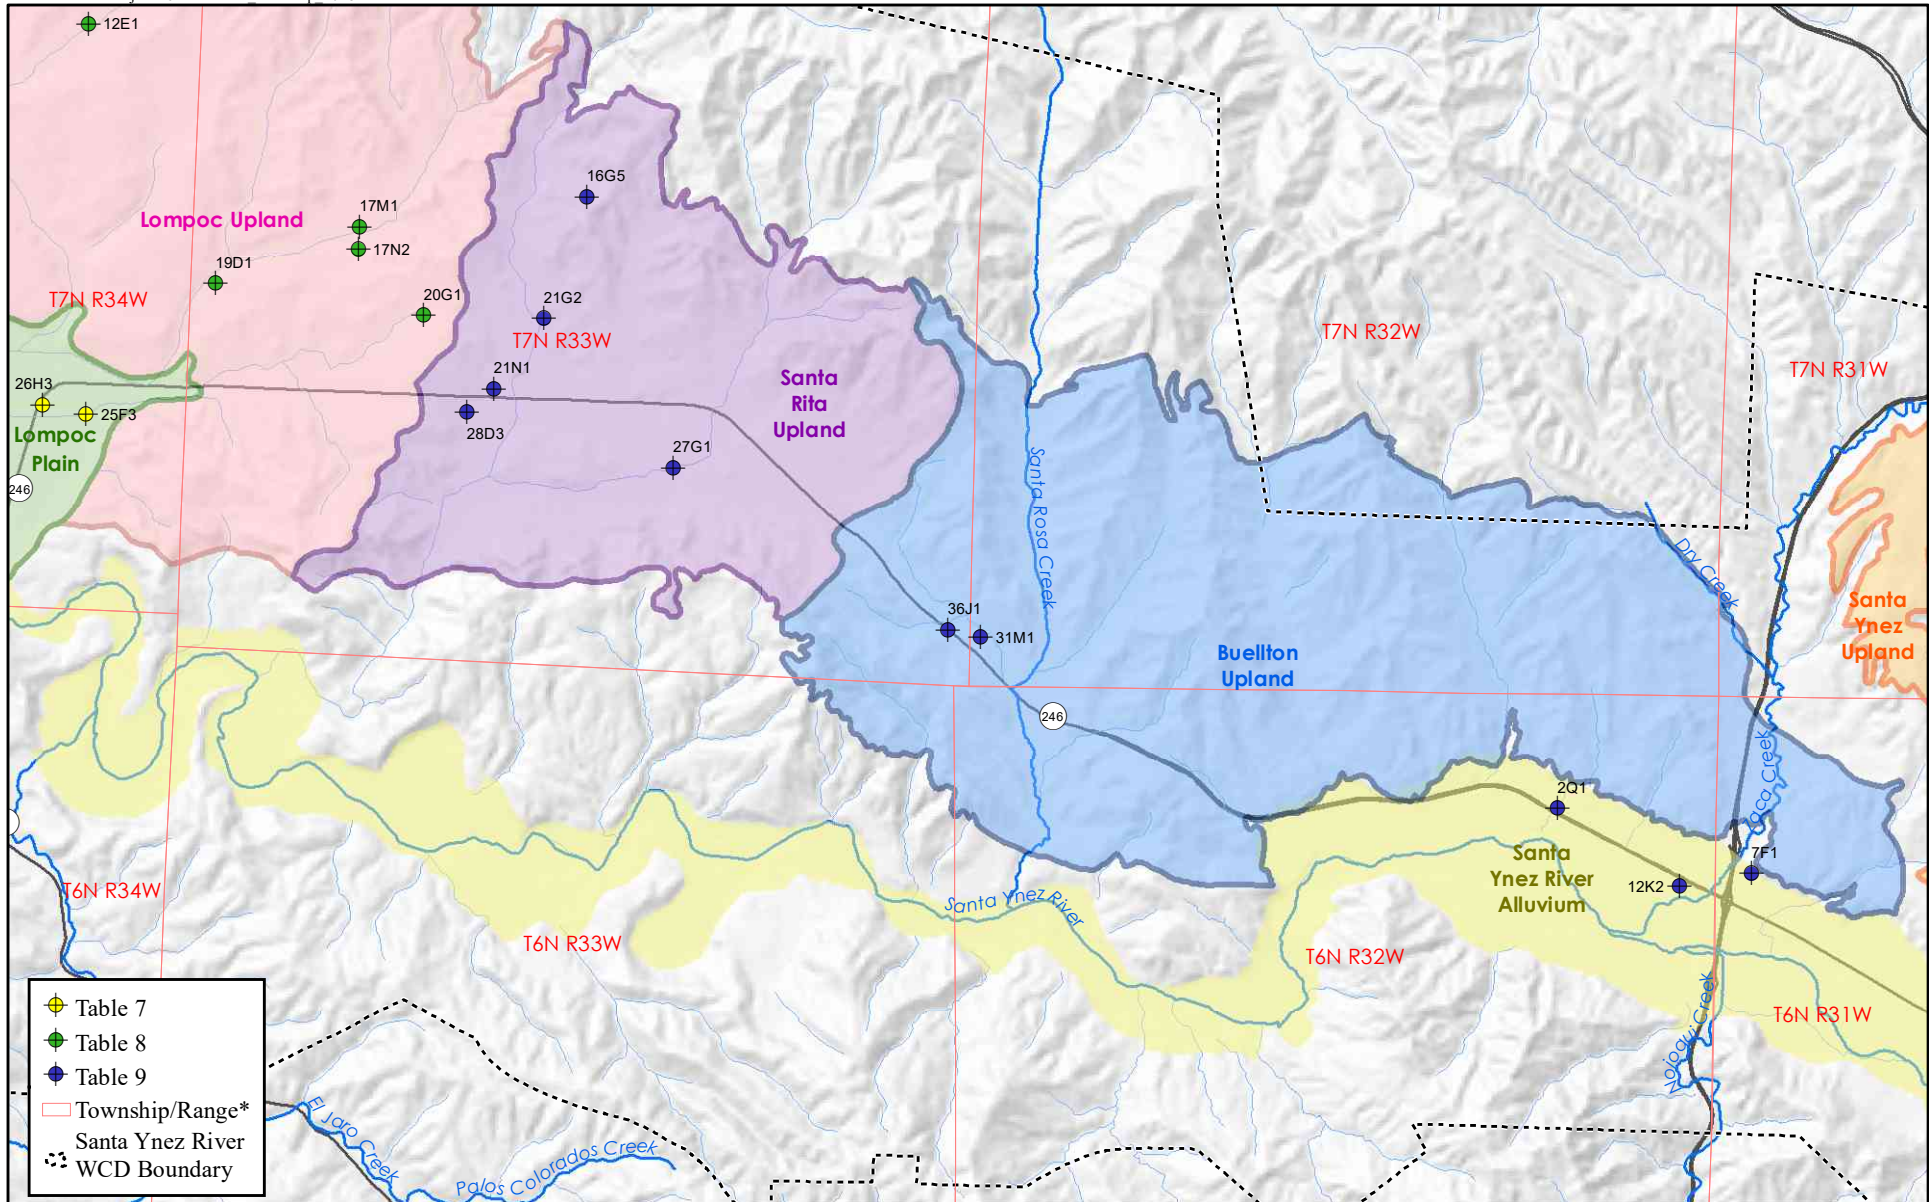 12E1
16G5
17M1
Lompoc Upland
17N2
19D1
T7N R34W
20G1
21G2
T7N R33W
T7N R32W
T7N R31W
26H3
25F3
21N1
28D3
Santa
Rita
Upland
Lompoc
Plain
27G1
246
Santa Rosa Creek
Dry Creek
36J1
31M1
Santa
Ynez
Upland
Buellton
Upland
246
2Q1
7F1
12K2
Santa
Ynez River
Alluvium
T6N R34W
Santa Ynez River
T6N R33W
T6N R32W
T6N R31W
Nojoqui Creek
El Jaro Creek
Palos Colorados Creek
Table 7
Table 8
Table 9
Township/Range*
Santa Ynez River
WCD Boundary